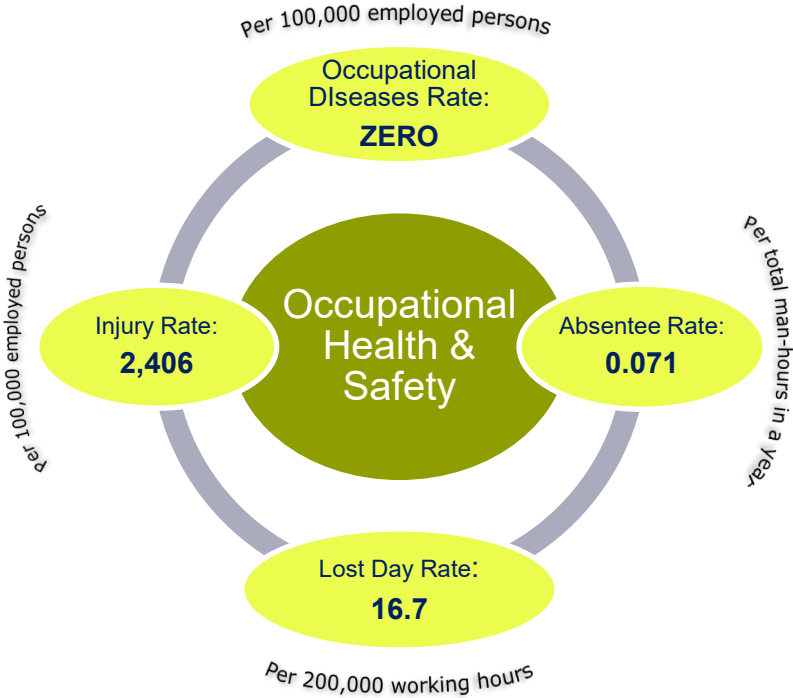 Per 100,000 employed persons
Occupational
DIseases Rate:
ZERO
Per 100,000 employed persons
Injury Rate:
2,406
Occupational
Health &
Safety
Absentee Rate:
0.071
Per total man-hours in a year
Lost Day Rate:
16.7
Per 200,000 working hours